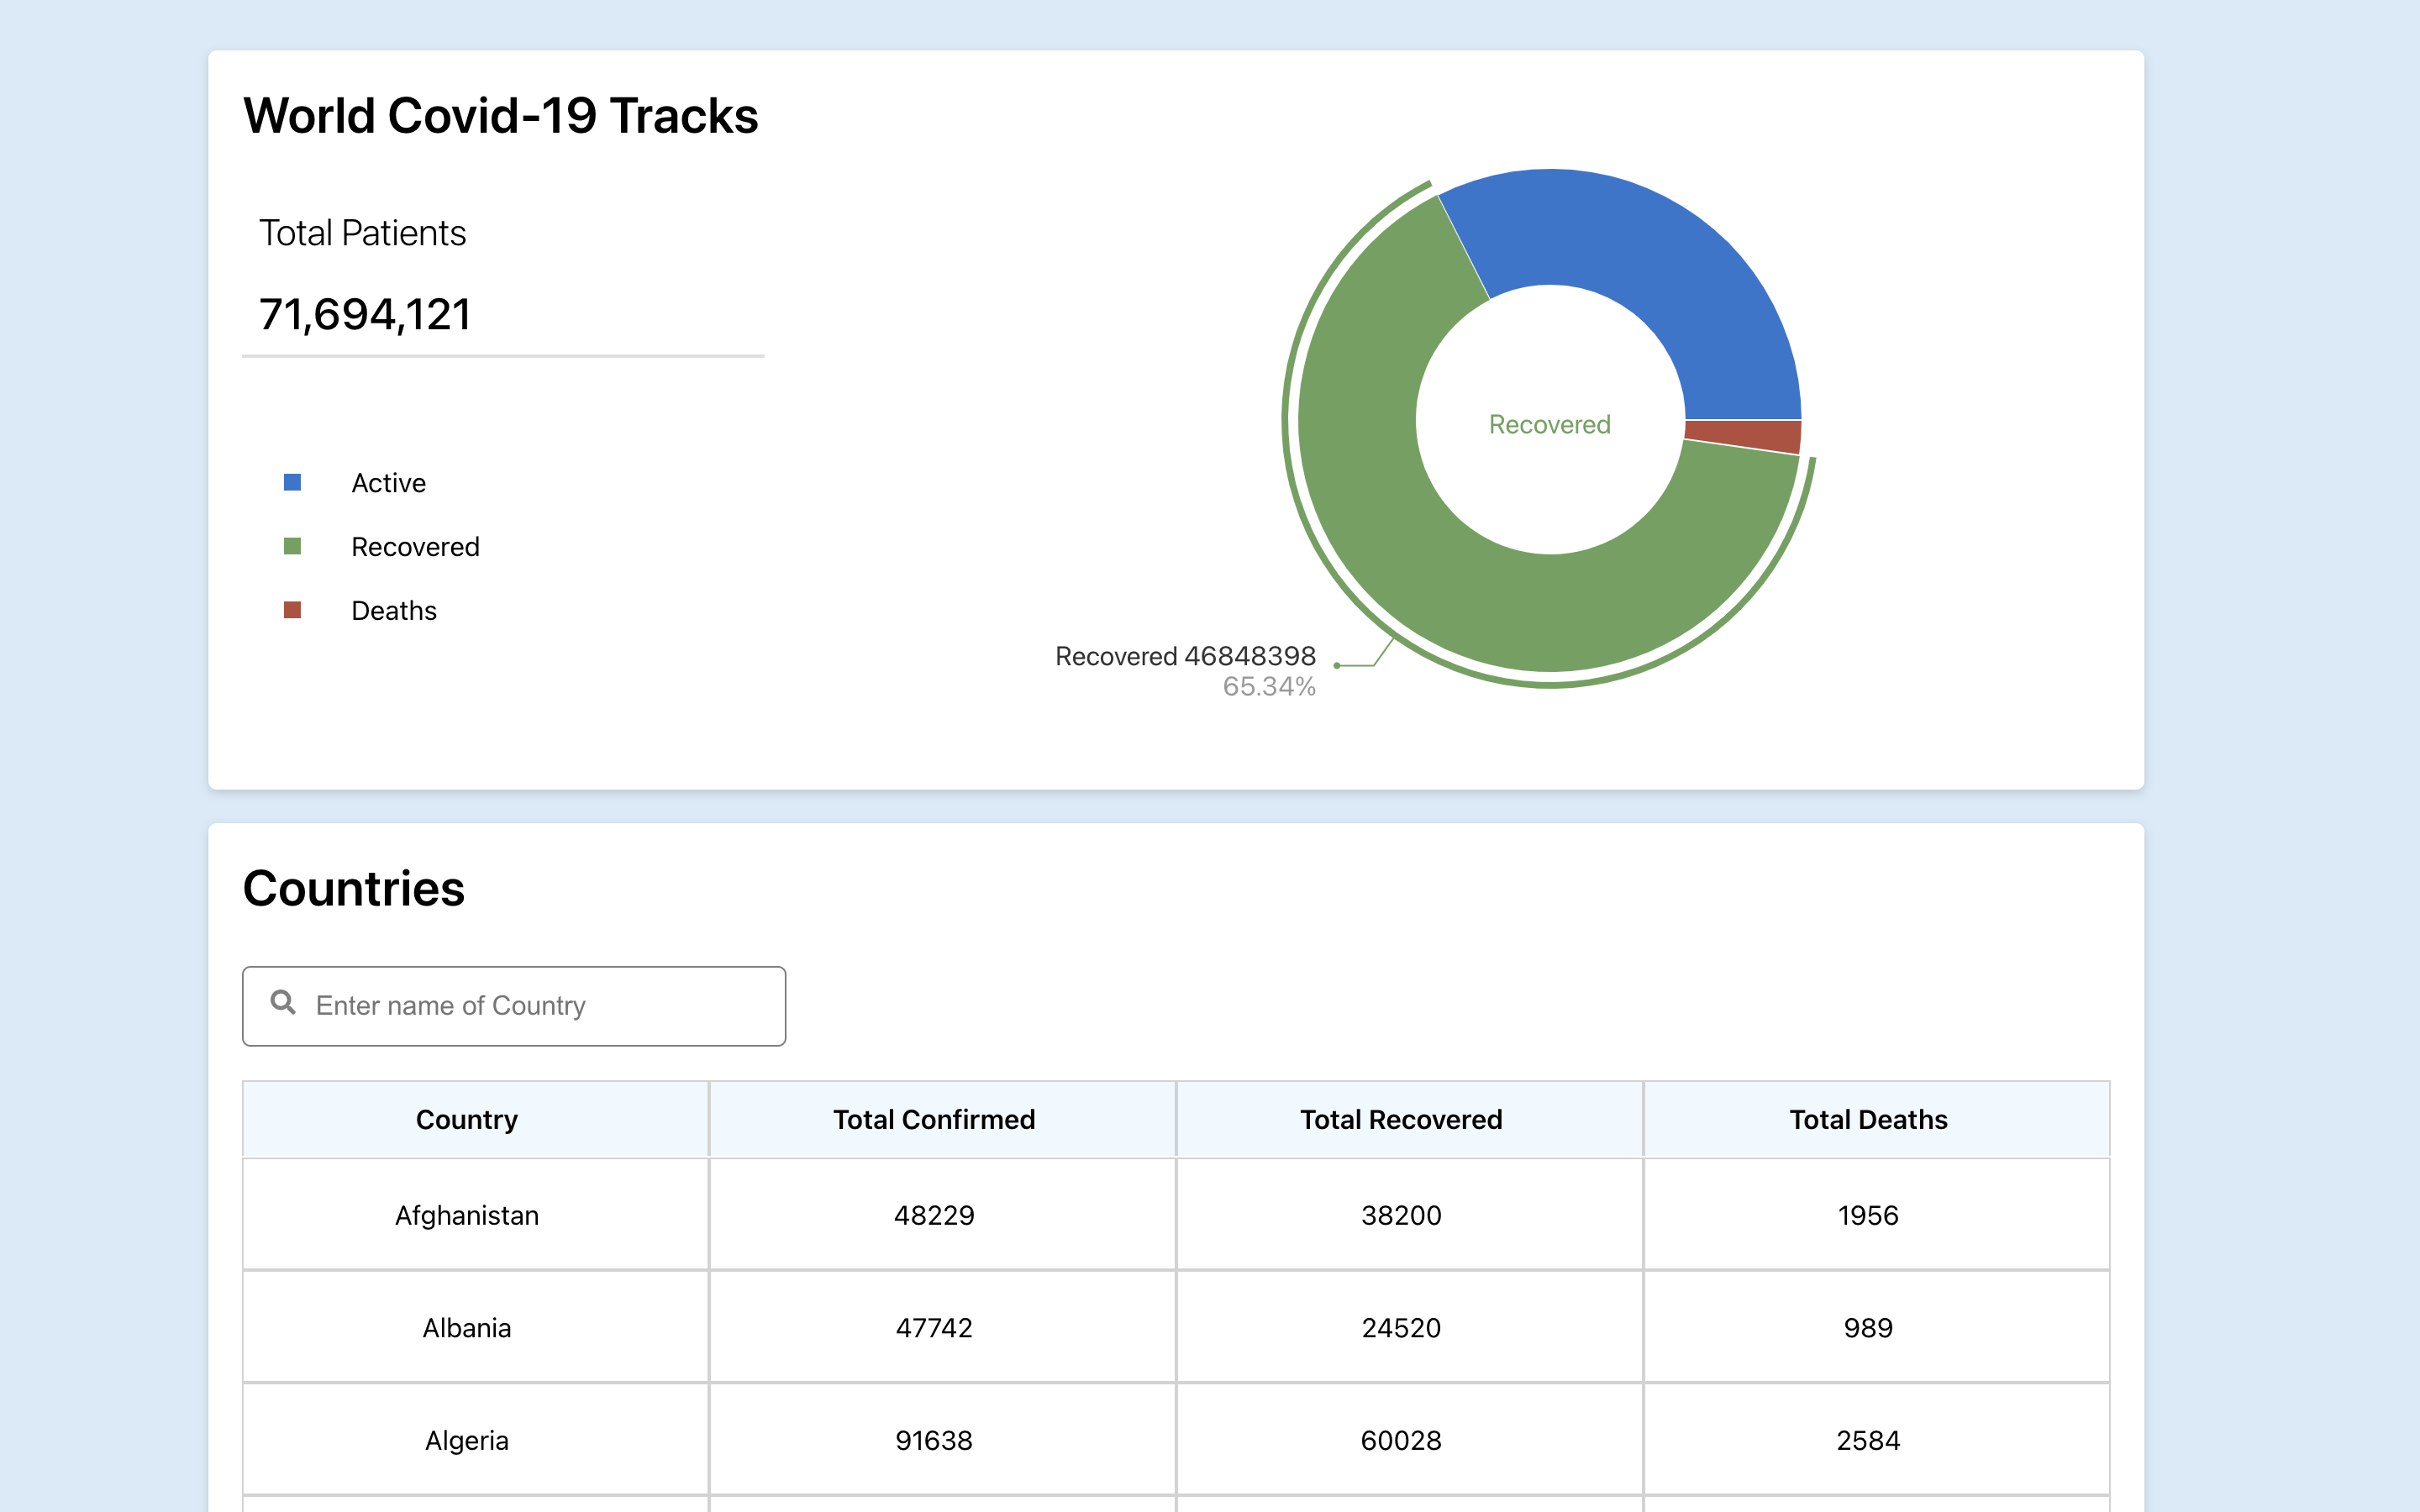 World Covid-19 Tracks
Total Patients
71,694,121
Active
Recovered
Deaths
Recovered
Recovered 46848398
65.34%
Countries
Enter name of Country
Country Total Confirmed Total Recovered Total Deaths
Afghanistan 48229 38200 1956
Albania 47742 24520 989
Algeria 91638 60028 2584